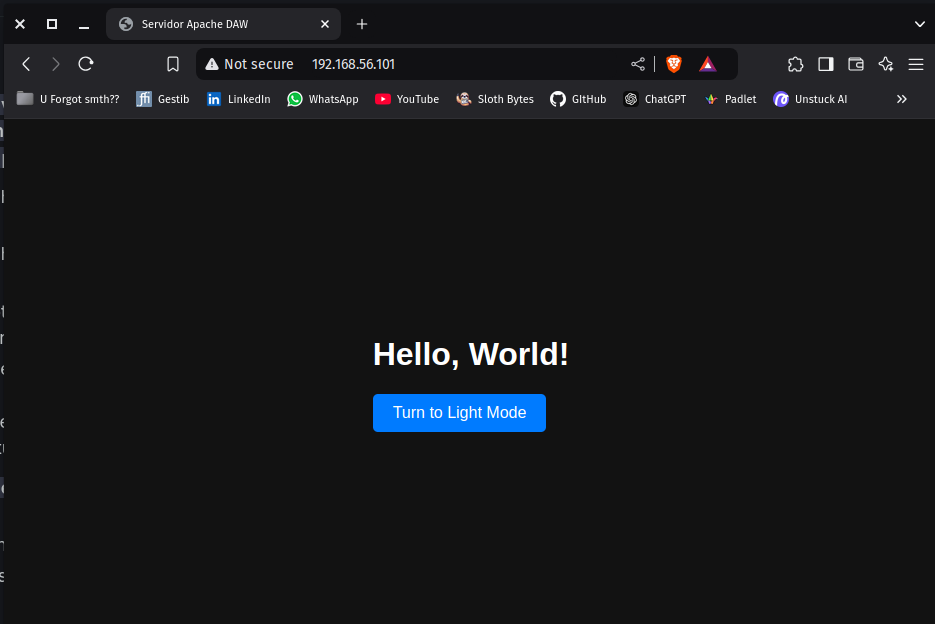 Servidor Apache DAW
Not secure 192.168.56.101
U Forgot smth?? Gestib LinkedIn WhatsApp YouTube Sloth Bytes GItHub ChatGPT Padlet Unstuck AI
Hello, World!
Turn to Light Mode